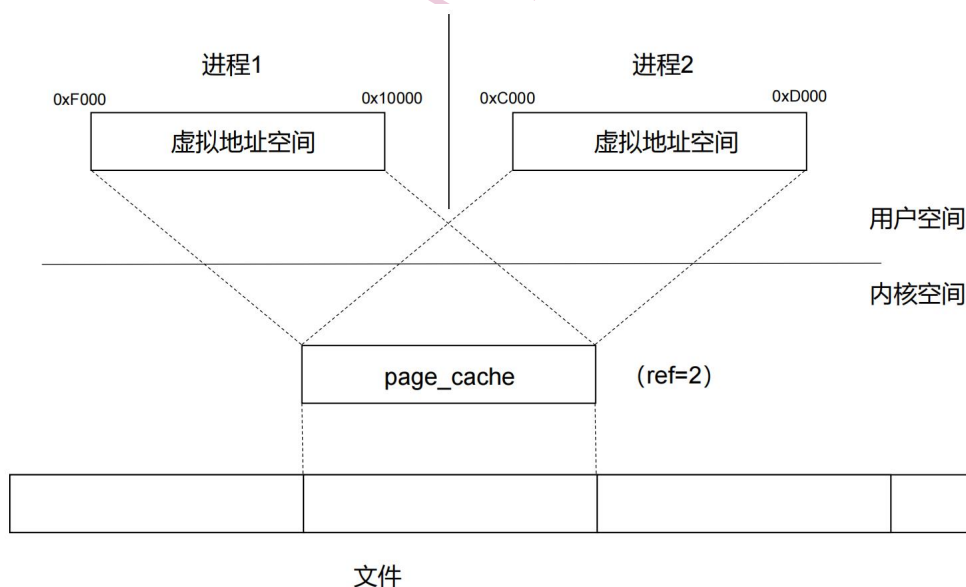 进程1
进程2
0xF000
0x10000
0xC000
0xD000
虚拟地址空间
虚拟地址空间
用户空间
内核空间
page_cache
（ref=2）
文件